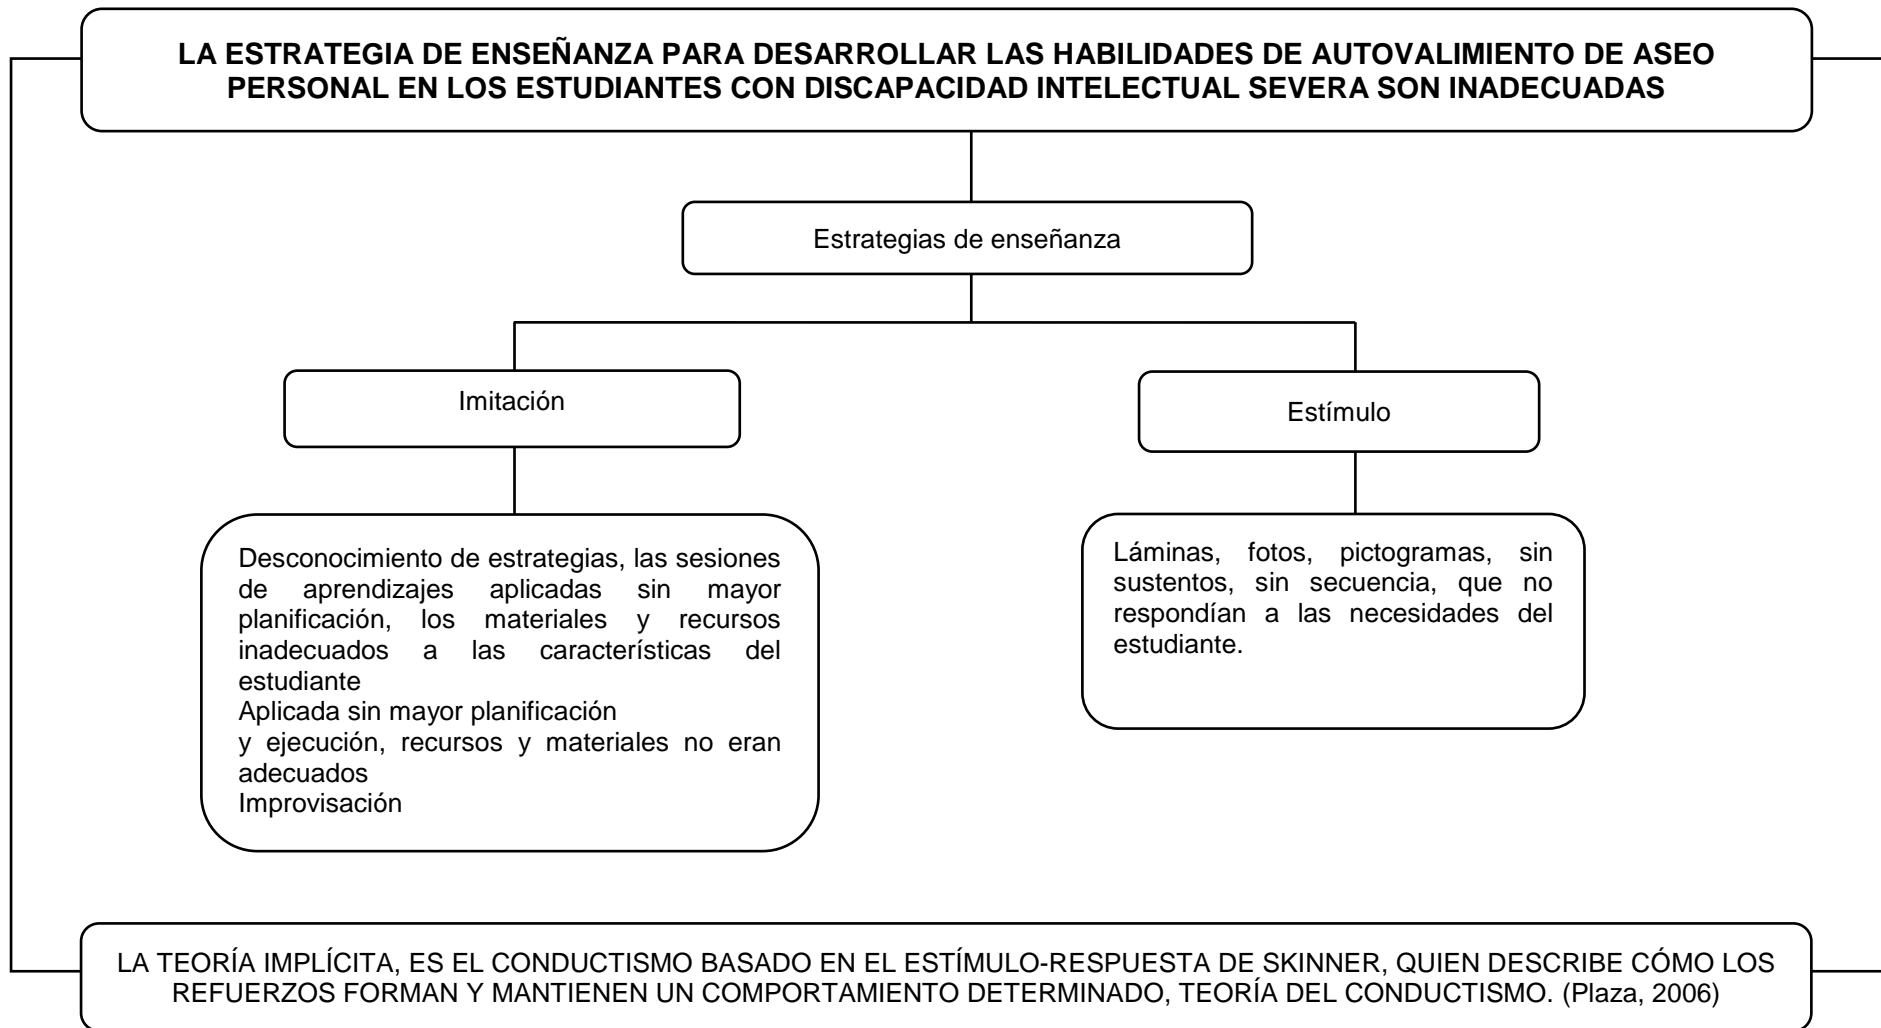 LA ESTRATEGIA DE ENSEÑANZA PARA DESARROLLAR LAS HABILIDADES DE AUTOVALIMIENTO DE ASEO
PERSONAL EN LOS ESTUDIANTES CON DISCAPACIDAD INTELECTUAL SEVERA SON INADECUADAS
Estrategias de enseñanza
Imitación
Estímulo
Desconocimiento de estrategias, las sesiones
de aprendizajes aplicadas sin mayor
planificación, los materiales y recursos
inadecuados a las características del
estudiante
Aplicada sin mayor planificación
y ejecución, recursos y materiales no eran
adecuados
Improvisación
Láminas, fotos, pictogramas, sin
sustentos, sin secuencia, que no
respondían a las necesidades del
estudiante.
LA TEORÍA IMPLÍCITA, ES EL CONDUCTISMO BASADO EN EL ESTÍMULO-RESPUESTA DE SKINNER, QUIEN DESCRIBE CÓMO LOS
REFUERZOS FORMAN Y MANTIENEN UN COMPORTAMIENTO DETERMINADO, TEORÍA DEL CONDUCTISMO. (Plaza, 2006)